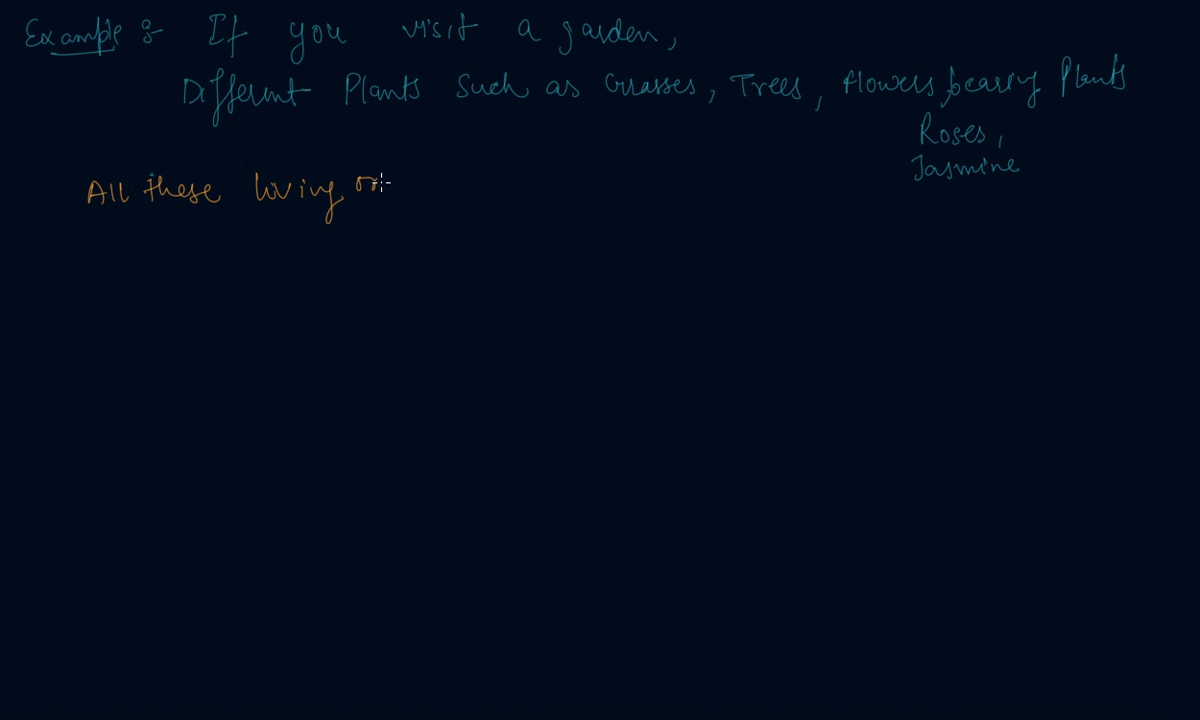 Example :- If you visit a garden,
Different Plants Such as Grasses, Trees, flowers bearing Plants
Roses,
Jasmine
All these living or